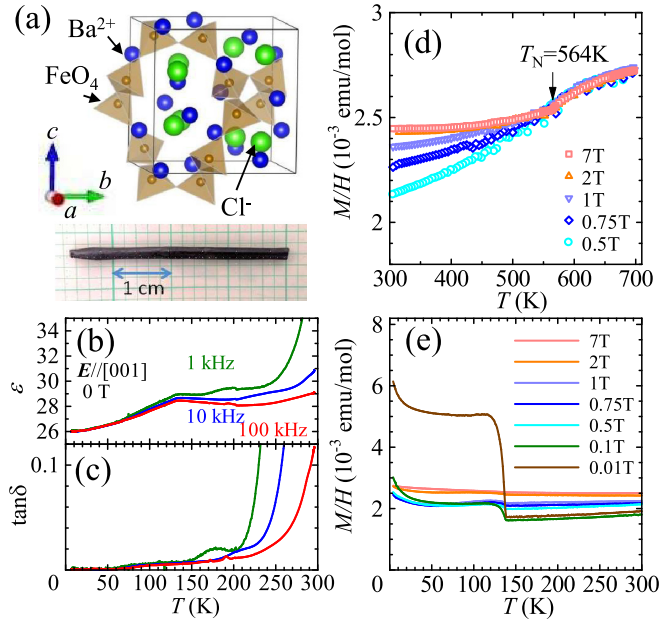 (a)
Ba²⁺
FeO₄
c
b
a
Cl⁻
1 cm
(b)
E//[001]
0 T
1 kHz
10 kHz
100 kHz
ε
34
32
30
28
26
(c)
tanδ
0.1
0
0 50 100 150 200 250 300
T (K)
(d)
T_N=564K
M/H (10⁻³ emu/mol)
3
2.5
2
7T
2T
1T
0.75T
0.5T
300 400 500 600 700
T (K)
(e)
M/H (10⁻³ emu/mol)
8
6
4
2
0
7T
2T
1T
0.75T
0.5T
0.1T
0.01T
0 50 100 150 200 250 300
T (K)